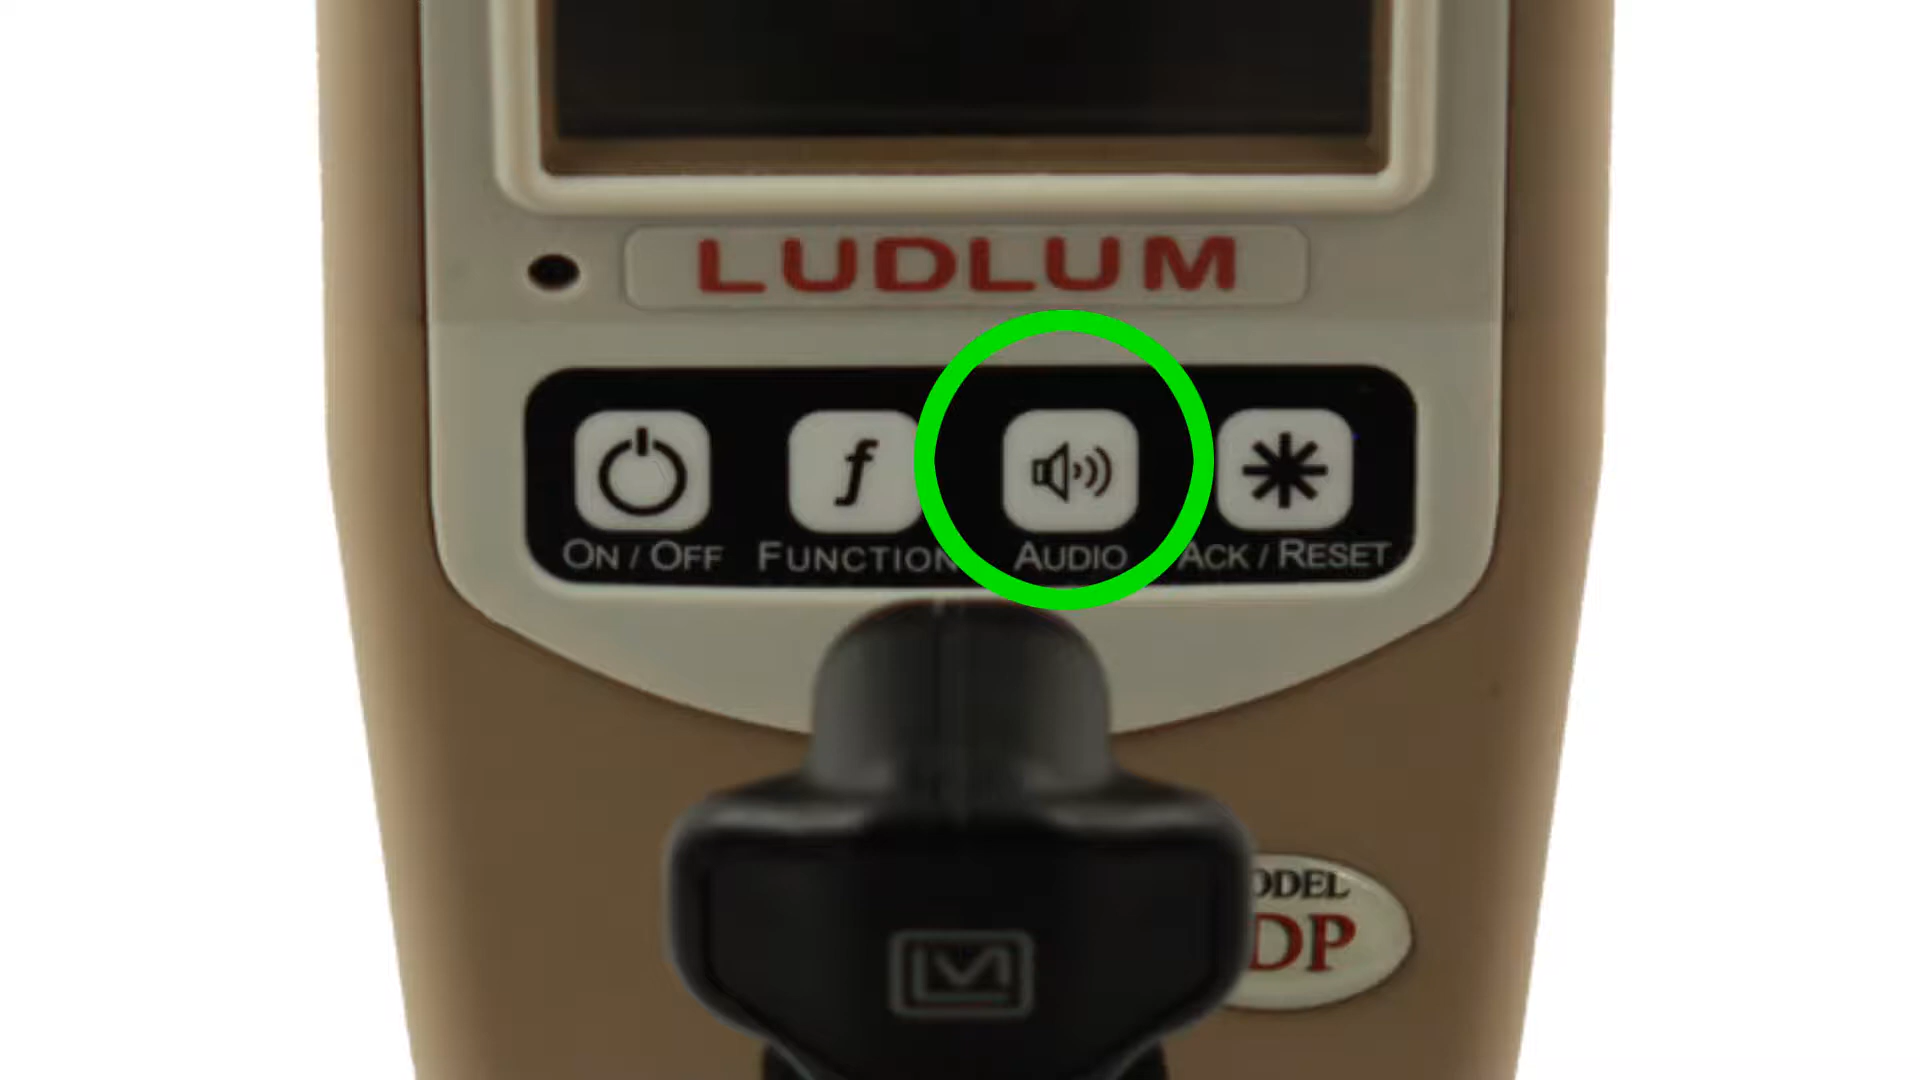 LUDLUM
ON / OFF FUNCTION AUDIO ACK / RESET
ODEL
DP